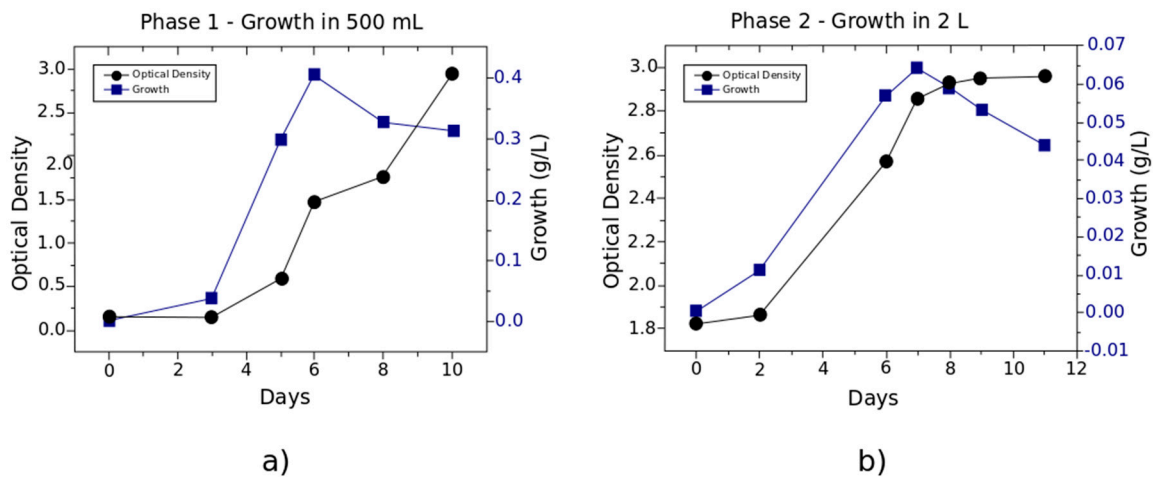 Phase 1 - Growth in 500 mL
Optical Density
Growth
3.0
2.5
2.0
1.5
1.0
0.5
0.0
Optical Density
0.4
0.3
0.2
0.1
0.0
Growth (g/L)
0 2 4 6 8 10
Days
a)
Phase 2 - Growth in 2 L
Optical Density
Growth
3.0
2.8
2.6
2.4
2.2
2.0
1.8
Optical Density
0.07
0.06
0.05
0.04
0.03
0.02
0.01
0.00
-0.01
Growth (g/L)
0 2 4 6 8 10 12
Days
b)